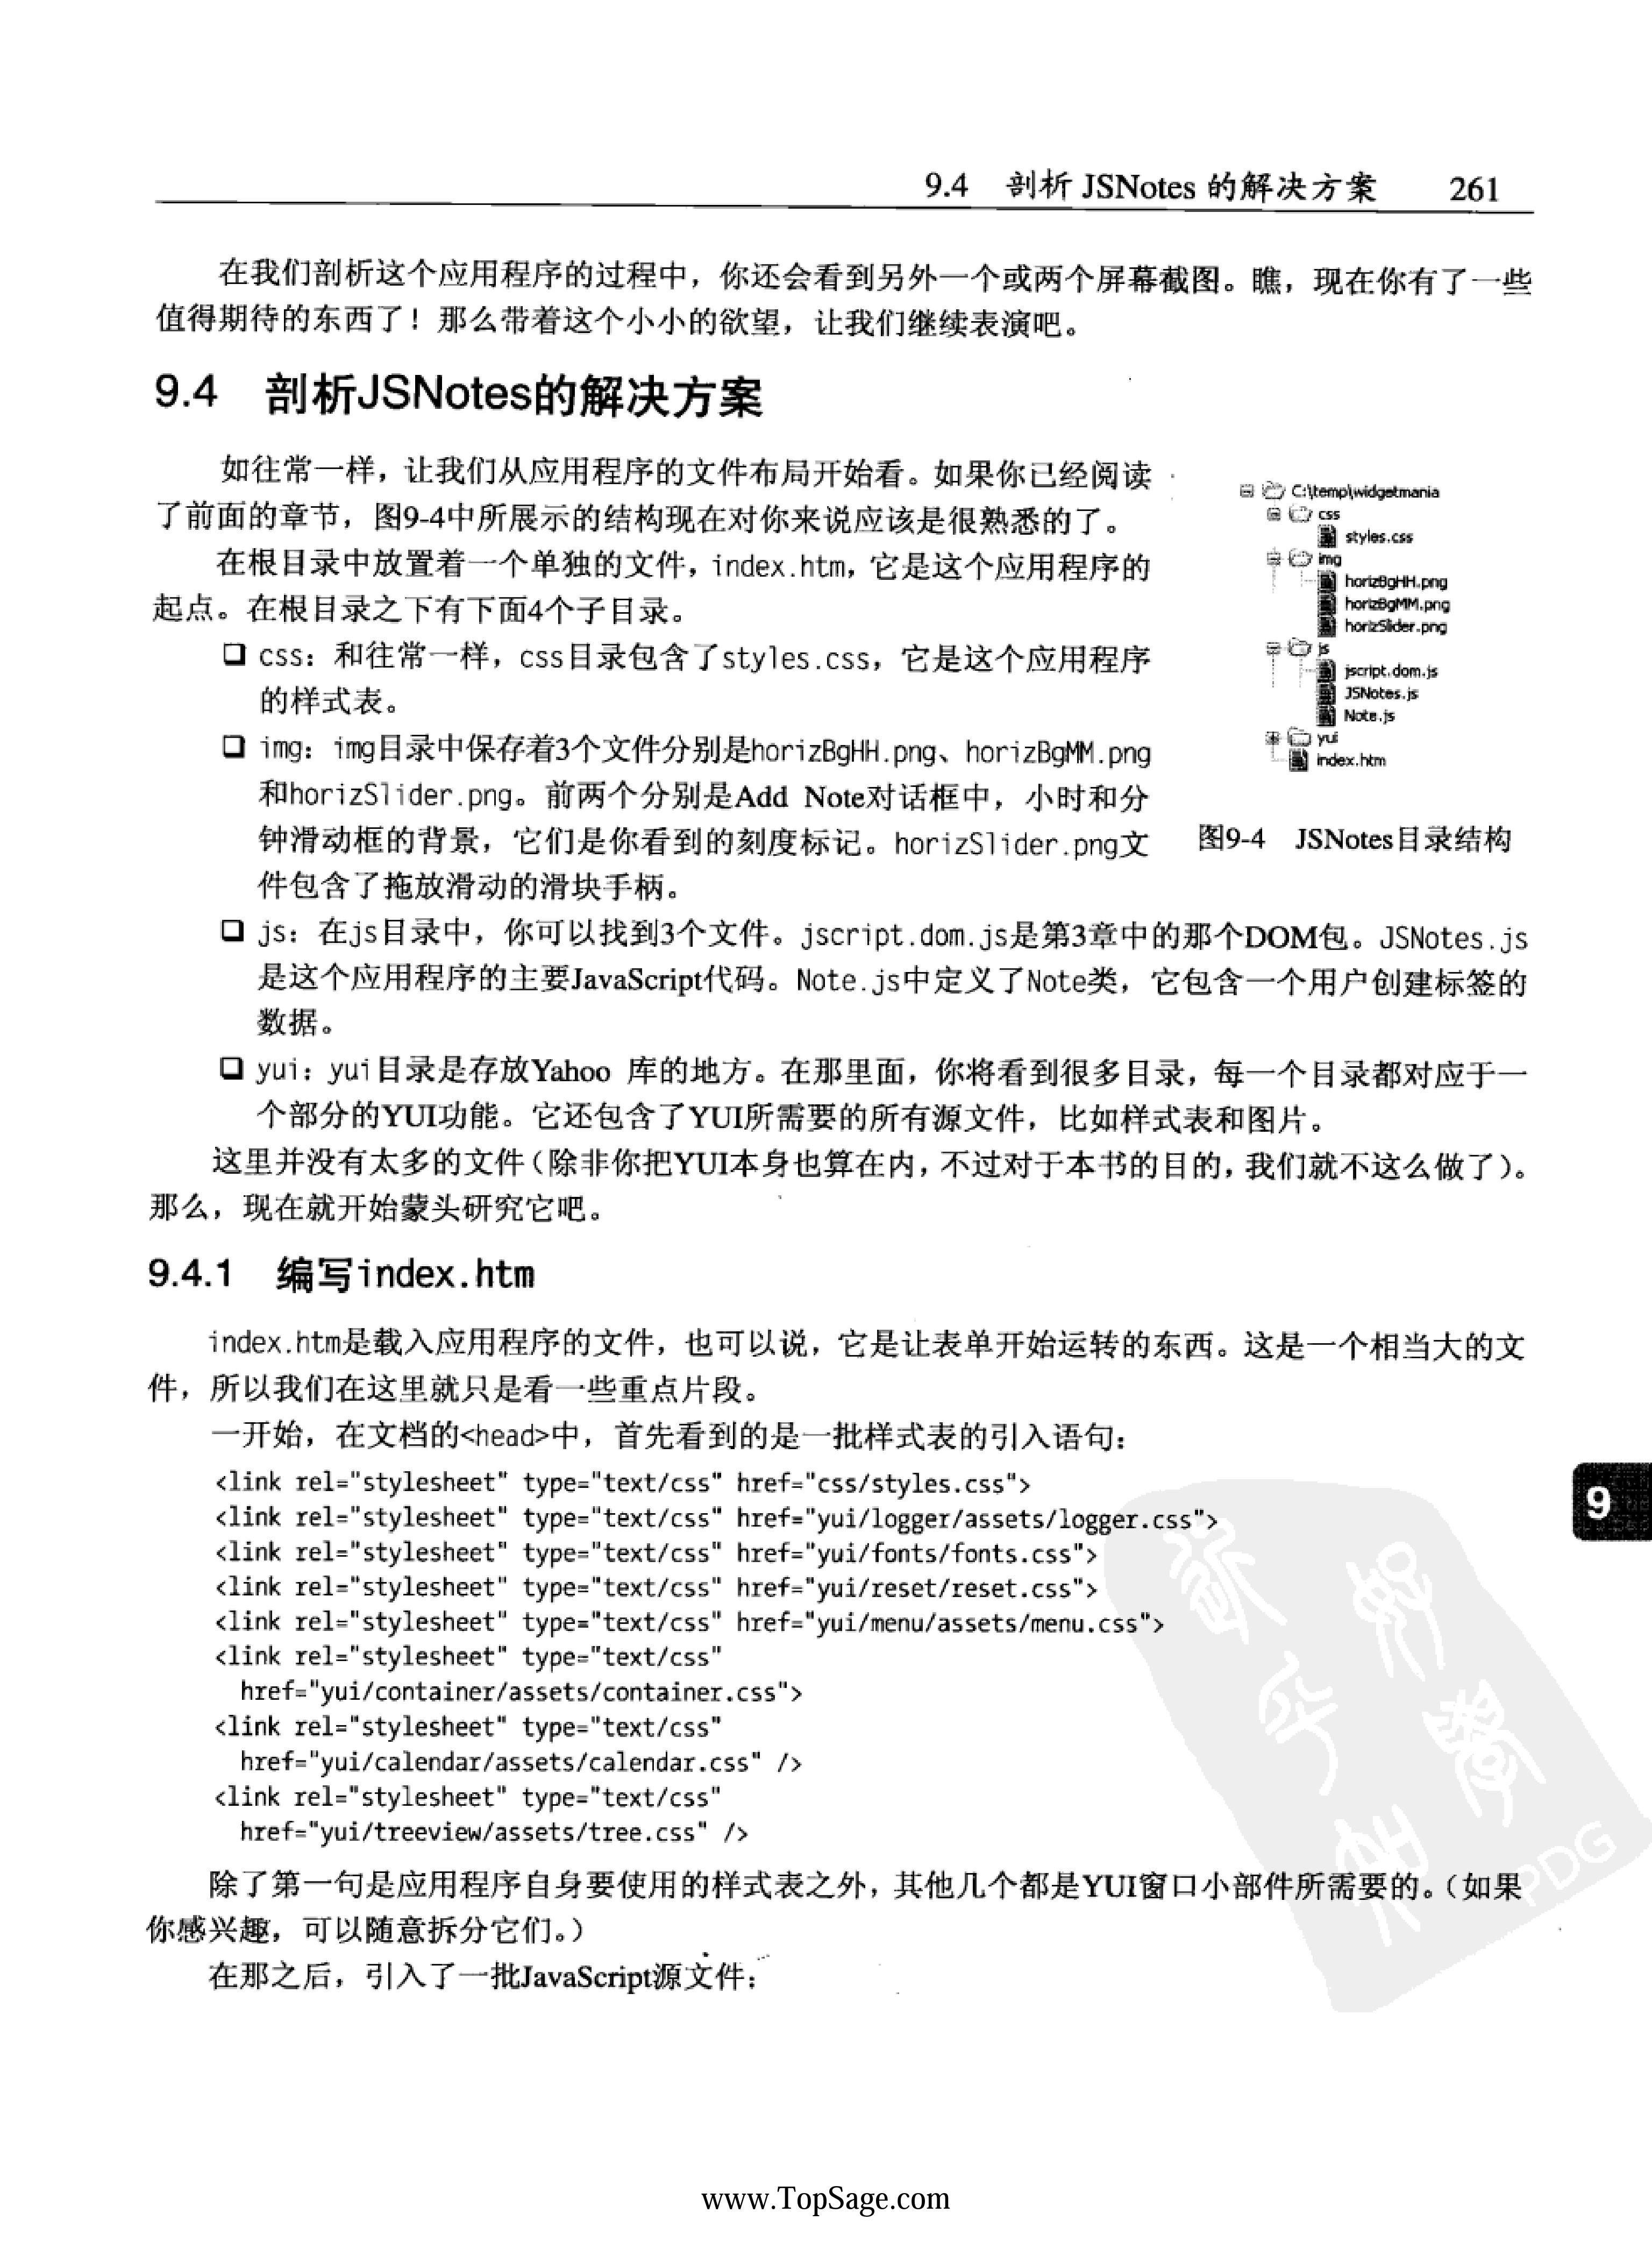 9.4 剖析 JSNotes 的解决方案 261
在我们剖析这个应用程序的过程中，你还会看到另外一个或两个屏幕截图。瞧，现在你有了一些
值得期待的东西了！那么带着这个小小的欲望，让我们继续表演吧。
9.4 剖析JSNotes的解决方案
如往常一样，让我们从应用程序的文件布局开始看。如果你已经阅读
了前面的章节，图9-4中所展示的结构现在对你来说应该是很熟悉的了。
在根目录中放置着一个单独的文件，index.htm，它是这个应用程序的
起点。在根目录之下有下面4个子目录。
❑ css：和往常一样，css目录包含了styles.css，它是这个应用程序
的样式表。
❑ img：img目录中保存着3个文件分别是horizBgHH.png、horizBgMM.png
和horizSlider.png。前两个分别是Add Note对话框中，小时和分
钟滑动框的背景，它们是你看到的刻度标记。horizSlider.png文
件包含了拖放滑动的滑块手柄。
C:\temp\widgetmania
css
styles.css
img
horizBgHH.png
horizBgMM.png
horizSlider.png
js
jscript.dom.js
JSNotes.js
Note.js
yui
index.htm
图9-4 JSNotes目录结构
❑ js：在js目录中，你可以找到3个文件。jscript.dom.js是第3章中的那个DOM包。JSNotes.js
是这个应用程序的主要JavaScript代码。Note.js中定义了Note类，它包含一个用户创建标签的
数据。
❑ yui：yui目录是存放Yahoo 库的地方。在那里面，你将看到很多目录，每一个目录都对应于一
个部分的YUI功能。它还包含了YUI所需要的所有源文件，比如样式表和图片。
这里并没有太多的文件（除非你把YUI本身也算在内，不过对于本书的目的，我们就不这么做了）。
那么，现在就开始蒙头研究它吧。
9.4.1 编写index.htm
index.htm是载入应用程序的文件，也可以说，它是让表单开始运转的东西。这是一个相当大的文
件，所以我们在这里就只是看一些重点片段。
一开始，在文档的<head>中，首先看到的是一批样式表的引入语句：
<link rel="stylesheet" type="text/css" href="css/styles.css">
<link rel="stylesheet" type="text/css" href="yui/logger/assets/logger.css">
<link rel="stylesheet" type="text/css" href="yui/fonts/fonts.css">
<link rel="stylesheet" type="text/css" href="yui/reset/reset.css">
<link rel="stylesheet" type="text/css" href="yui/menu/assets/menu.css">
<link rel="stylesheet" type="text/css"
href="yui/container/assets/container.css">
<link rel="stylesheet" type="text/css"
href="yui/calendar/assets/calendar.css" />
<link rel="stylesheet" type="text/css"
href="yui/treeview/assets/tree.css" />
9
PDG
除了第一句是应用程序自身要使用的样式表之外，其他几个都是YUI窗口小部件所需要的。（如果
你感兴趣，可以随意拆分它们。）
在那之后，引入了一批JavaScript源文件：
www.TopSage.com